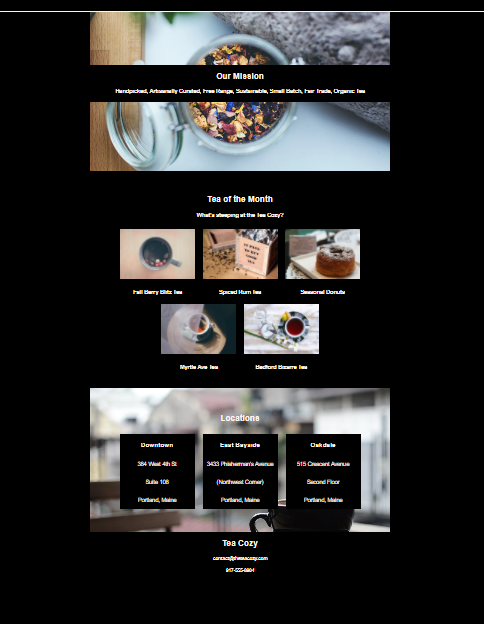 Our Mission
Handpicked, Artisanally Curated, Free Range, Sustainable, Small Batch, Fair Trade, Organic Tea
Tea of the Month
What's steeping at the Tea Cozy?
Fall Berry Blitz Tea
Spiced Rum Tea
Seasonal Donuts
Myrtle Ave Tea
Bedford Bizarre Tea
Locations
Downtown
East Bayside
Oakdale
384 West 4th St
3433 Phisherman's Avenue
515 Crescent Avenue
Suite 108
(Northwest Corner)
Second Floor
Portland, Maine
Portland, Maine
Portland, Maine
Tea Cozy
contact@theteacozy.com
917-555-8904